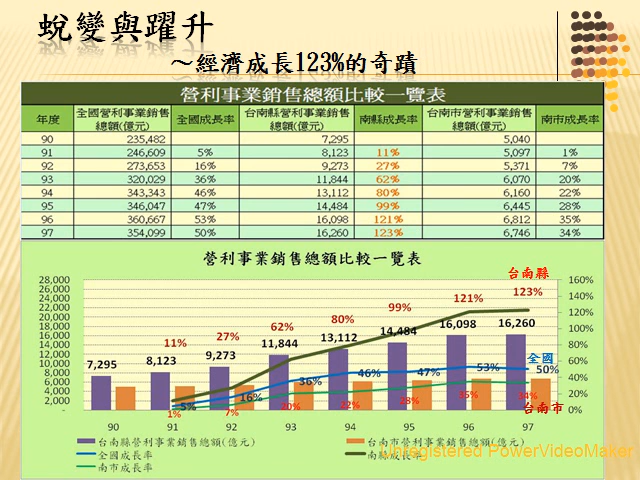 蛻變與躍升
～經濟成長123%的奇蹟
營利事業銷售總額比較一覽表
年度 全國營利事業銷售總額(億元) 全國成長率 台南縣營利事業銷售總額(億元) 南縣成長率 台南市營利事業銷售總額(億元) 南市成長率
90 235,482 7,295 5,040
91 246,609 5% 8,123 11% 5,097 1%
92 273,653 16% 9,273 27% 5,371 7%
93 320,029 36% 11,844 62% 6,070 20%
94 343,343 46% 13,112 80% 6,160 22%
95 346,047 47% 14,484 99% 6,445 28%
96 360,667 53% 16,098 121% 6,812 35%
97 354,099 50% 16,260 123% 6,746 34%
營利事業銷售總額比較一覽表
台南縣
28,000 160%
26,000
24,000 140%
22,000
20,000 120%
18,000
16,000 100%
14,000
12,000 80%
10,000 60%
8,000
6,000 40%
4,000
2,000 20%
- 0%
11% 27% 62% 80% 99% 121% 123%
7,295 8,123 9,273 11,844 13,112 14,484 16,098 16,260
全國
5% 16% 36% 46% 47% 53% 50%
1% 7% 20% 22% 28% 35% 34%
台南市
90 91 92 93 94 95 96 97
台南縣營利事業銷售總額(億元) 台南市營利事業銷售總額(億元)
全國成長率 南縣成長率
南市成長率
Unregistered PowerVideoMaker